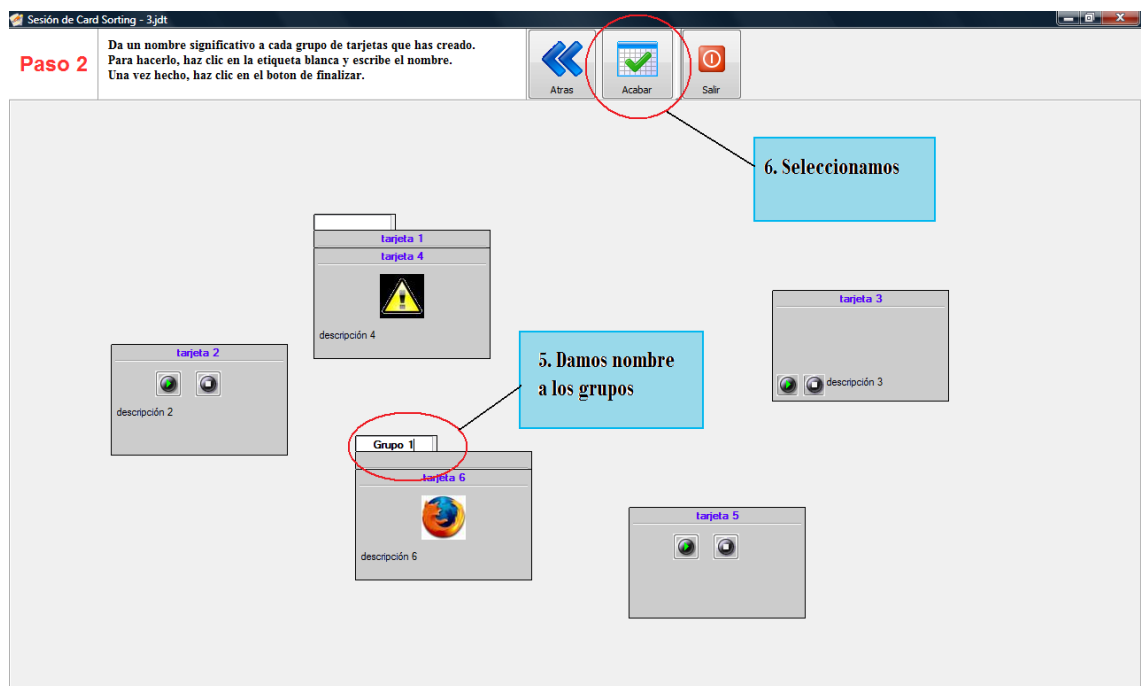 Sesión de Card Sorting - 3.jdt
Paso 2
Da un nombre significativo a cada grupo de tarjetas que has creado.
Para hacerlo, haz clic en la etiqueta blanca y escribe el nombre.
Una vez hecho, haz clic en el boton de finalizar.
Atras
Acabar
Salir
6. Seleccionamos
tarjeta 1
tarjeta 4
descripción 4
tarjeta 3
descripción 3
tarjeta 2
descripción 2
5. Damos nombre
a los grupos
Grupo 1
tarjeta 6
descripción 6
tarjeta 5